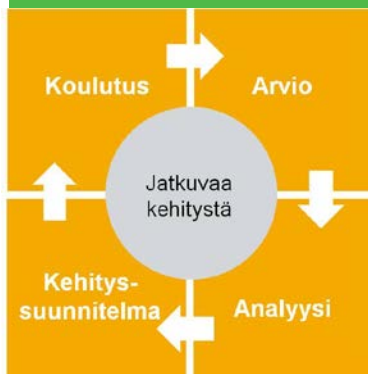 Koulutus
Arvio
Jatkuvaa
kehitystä
Kehitys-
suunnitelma
Analyysi